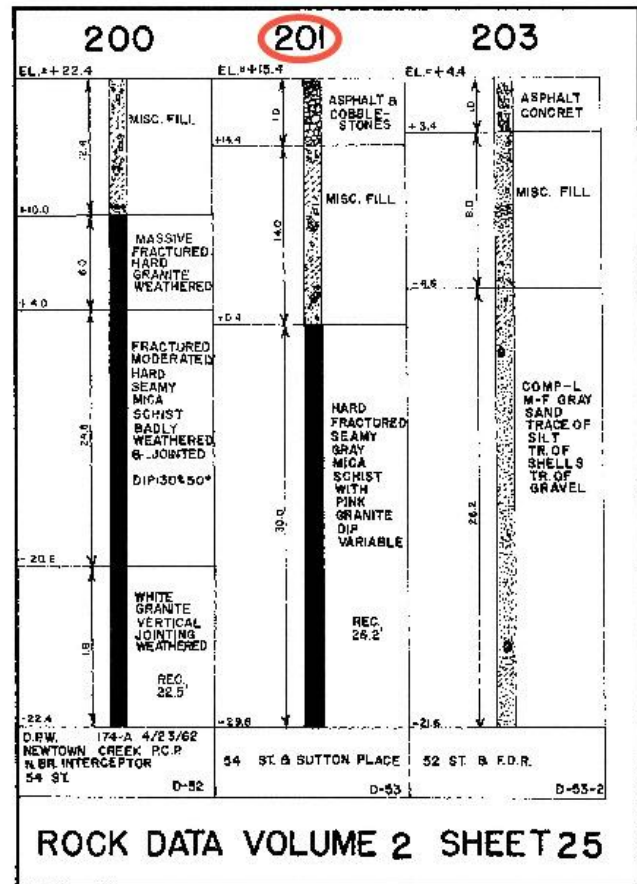 200
EL.=+22.4
12.4
MISC. FILL
+10.0
6.0
MASSIVE
FRACTURED
HARD
GRANITE
WEATHERED
+4.0
FRACTURED
MODERATELY
HARD
SEAMY
MICA
SCHIST
BADLY
WEATHERED
& JOINTED
DIP:30°&50°
-20.6
1.8
WHITE
GRANITE
VERTICAL
JOINTING
WEATHERED
REC.
22.5'
-22.4
D.P.W. 174-A 4/23/62
NEWTOWN CREEK P.C.P.
N.BR. INTERCEPTOR
54 ST.
D-52
201
EL.=+15.4
1.0
ASPHALT &
COBBLE-
STONES
+14.4
14.0
MISC. FILL
+0.4
30.0
HARD
FRACTURED
SEAMY
GRAY
MICA
SCHIST
WITH
PINK
GRANITE
DIP
VARIABLE
REC.
26.2'
-29.6
54 ST. & SUTTON PLACE
D-53
203
EL.=+4.4
1.0
ASPHALT
CONCRET
+3.4
8.0
MISC. FILL
-4.6
26.2
COMP-L
M-F GRAY
SAND
TRACE OF
SILT
TR. OF
SHELLS
TR. OF
GRAVEL
52 ST. & F.D.R.
D-53-2
ROCK DATA VOLUME 2 SHEET 25